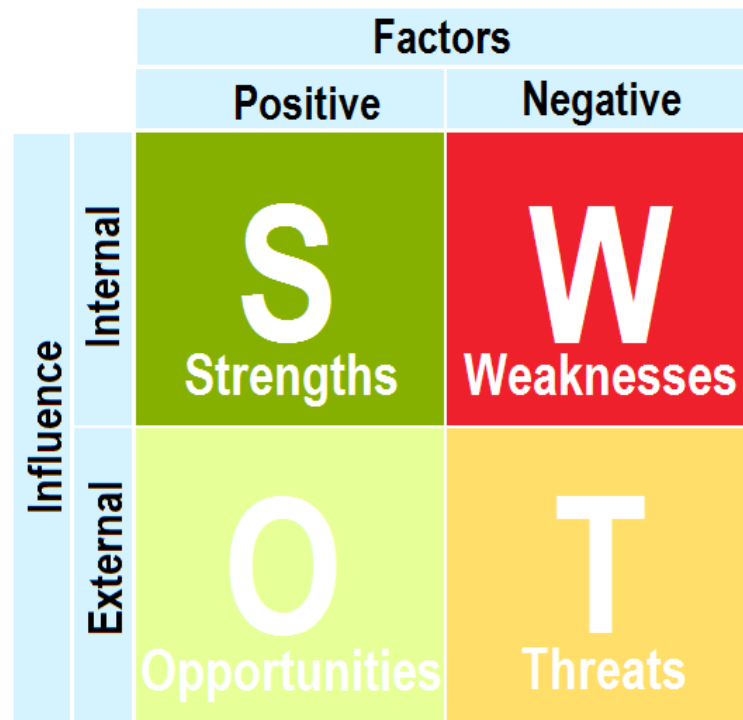 Factors
Positive Negative
Influence
Internal
S W
Strengths Weaknesses
External
O T
Opportunities Threats